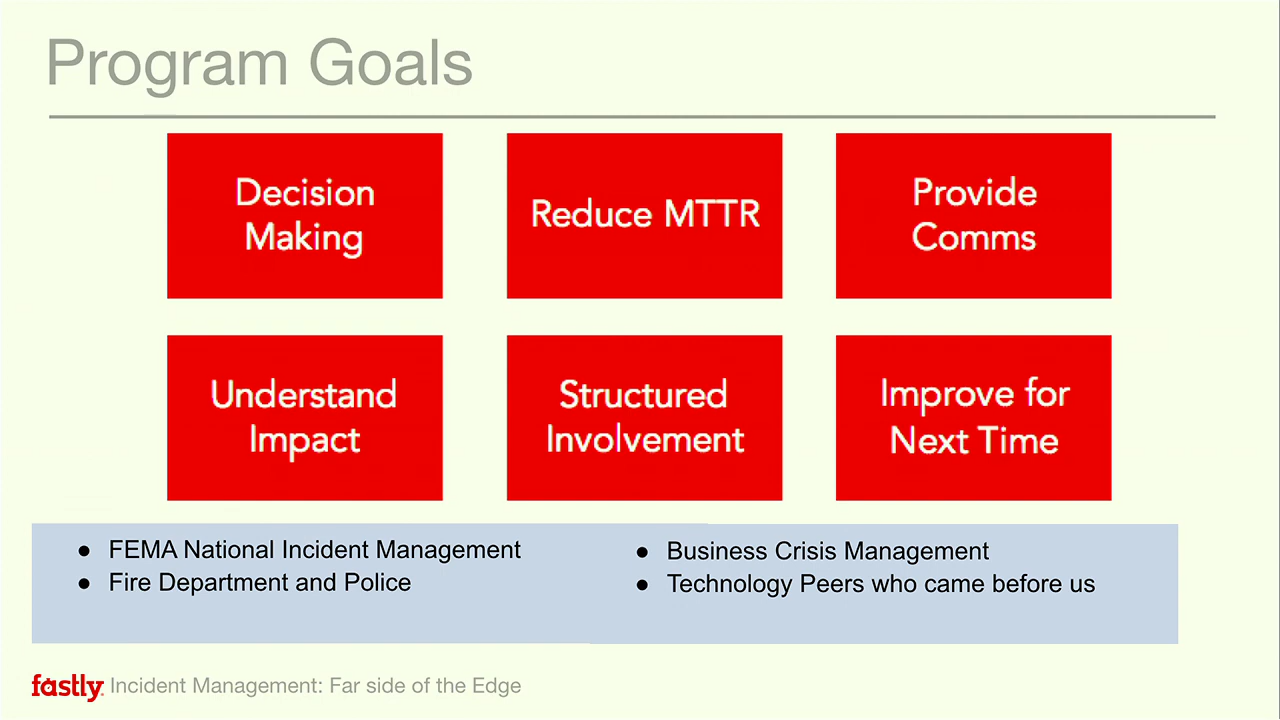 Program Goals
Decision
Making
Reduce MTTR
Provide
Comms
Understand
Impact
Structured
Involvement
Improve for
Next Time
● FEMA National Incident Management
● Fire Department and Police
● Business Crisis Management
● Technology Peers who came before us
fastly Incident Management: Far side of the Edge